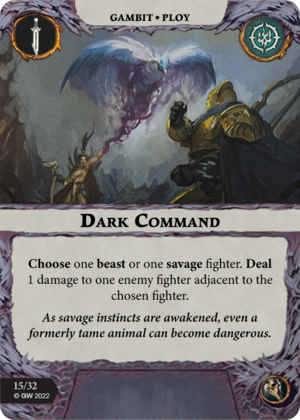 GAMBIT • PLOY
DARK COMMAND
Choose one beast or one savage fighter. Deal
1 damage to one enemy fighter adjacent to the
chosen fighter.
As savage instincts are awakened, even a
formerly tame animal can become dangerous.
15/32
© GW 2022